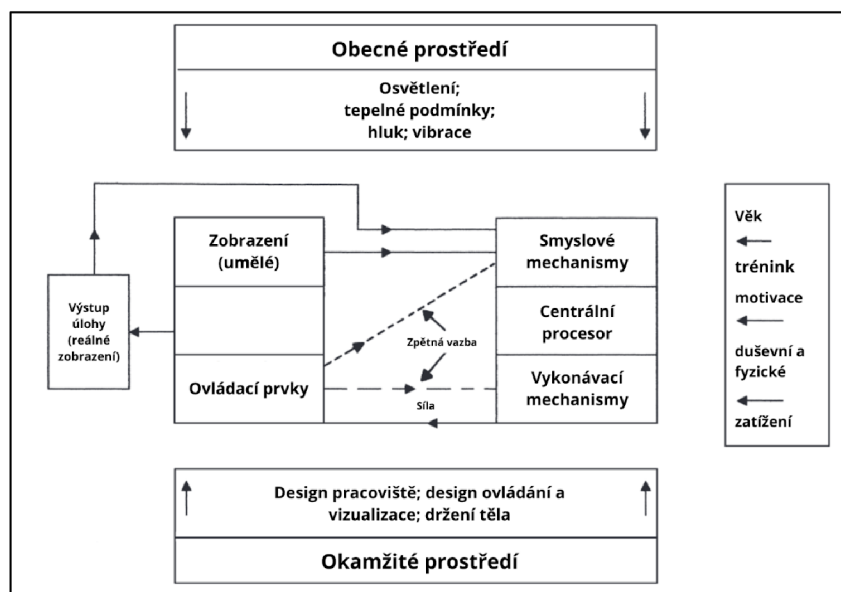 Obecné prostředí
Osvětlení;
tepelné podmínky;
hluk; vibrace
Zobrazení
(umělé)
Smyslové
mechanismy
Věk
trénink
motivace
duševní a
fyzické
zatížení
Výstup
úlohy
(reálné
zobrazení)
Centrální
procesor
Zpětná vazba
Ovládací prvky
Síla
Vykonávací
mechanismy
Design pracoviště; design ovládání a
vizualizace; držení těla
Okamžité prostředí